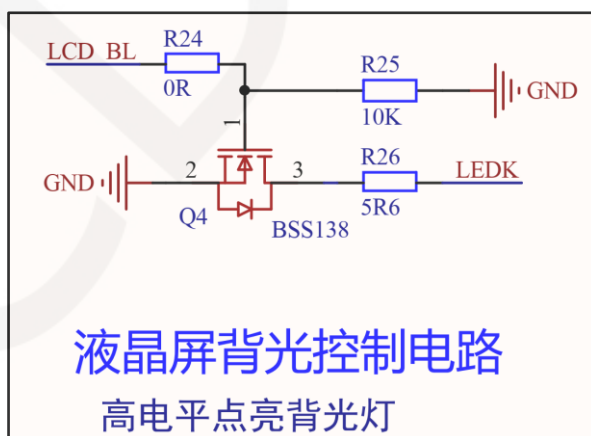 LCD_BL
R24
0R
R25
10K
GND
1
GND
2
3
R26
5R6
LEDK
Q4
BSS138
液晶屏背光控制电路
高电平点亮背光灯